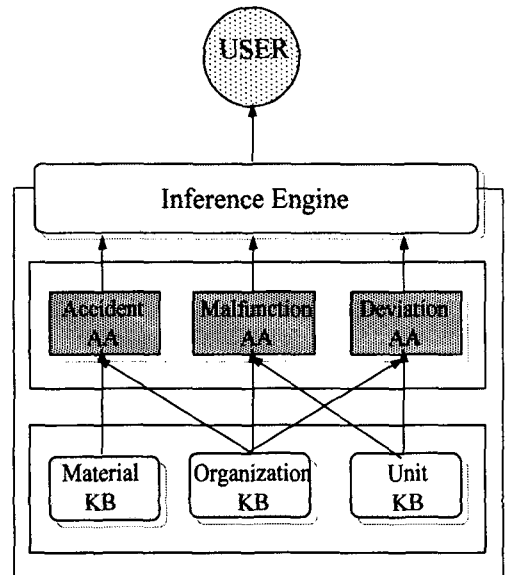 USER
Inference Engine
Accident Malfunction Deviation
AA AA AA
Material Organization Unit
KB KB KB